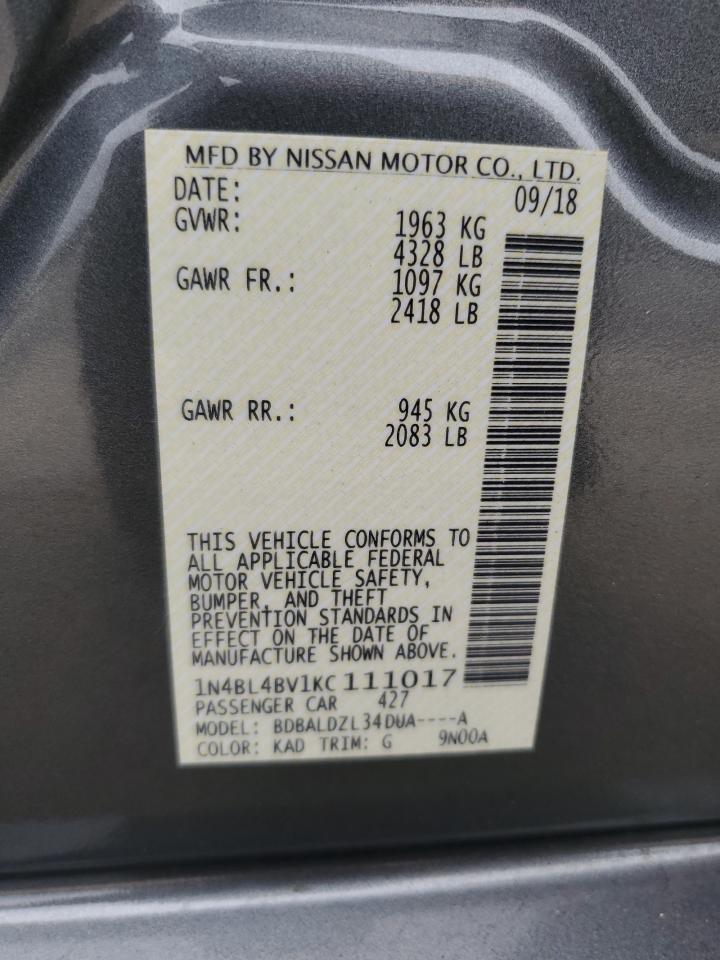 MFD BY NISSAN MOTOR CO., LTD.
DATE: 09/18
GVWR: 1963 KG
4328 LB
GAWR FR.: 1097 KG
2418 LB
GAWR RR.: 945 KG
2083 LB
THIS VEHICLE CONFORMS TO
ALL APPLICABLE FEDERAL
MOTOR VEHICLE SAFETY,
BUMPER, AND THEFT
PREVENTION STANDARDS IN
EFFECT ON THE DATE OF
MANUFACTURE SHOWN ABOVE.
1N4BL4BV1KC111017
PASSENGER CAR 427
MODEL: BDBALDZL34DUA----A
COLOR: KAD TRIM: G 9N00A